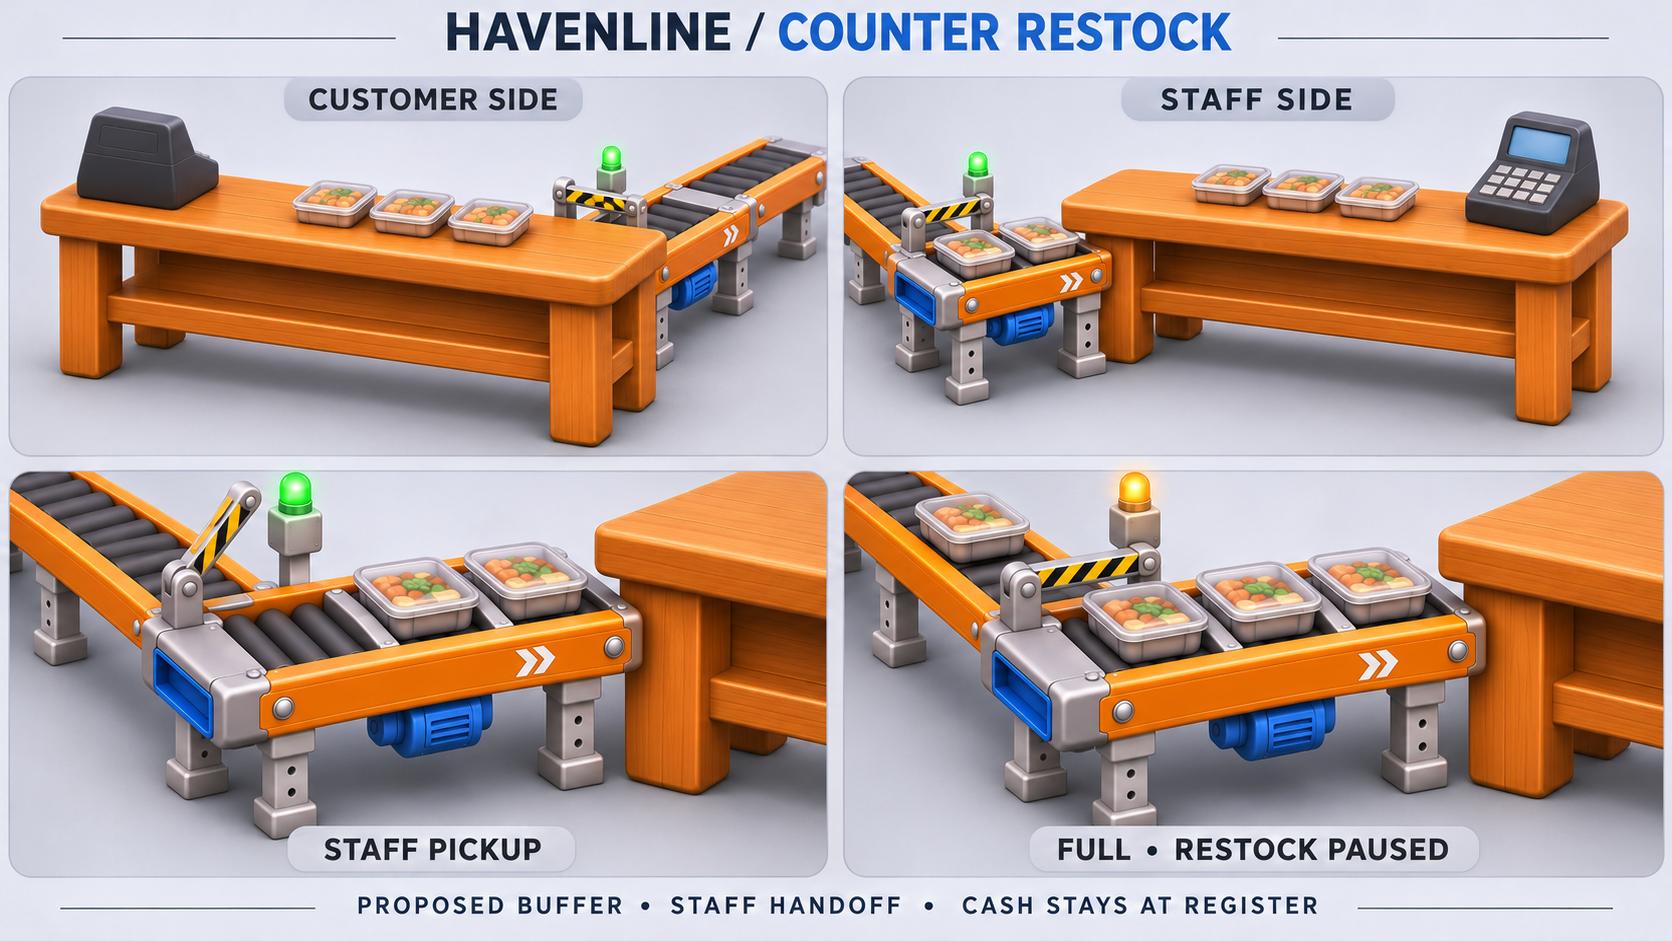 HAVENLINE / COUNTER RESTOCK
CUSTOMER SIDE
STAFF SIDE
STAFF PICKUP
FULL • RESTOCK PAUSED
PROPOSED BUFFER • STAFF HANDOFF • CASH STAYS AT REGISTER